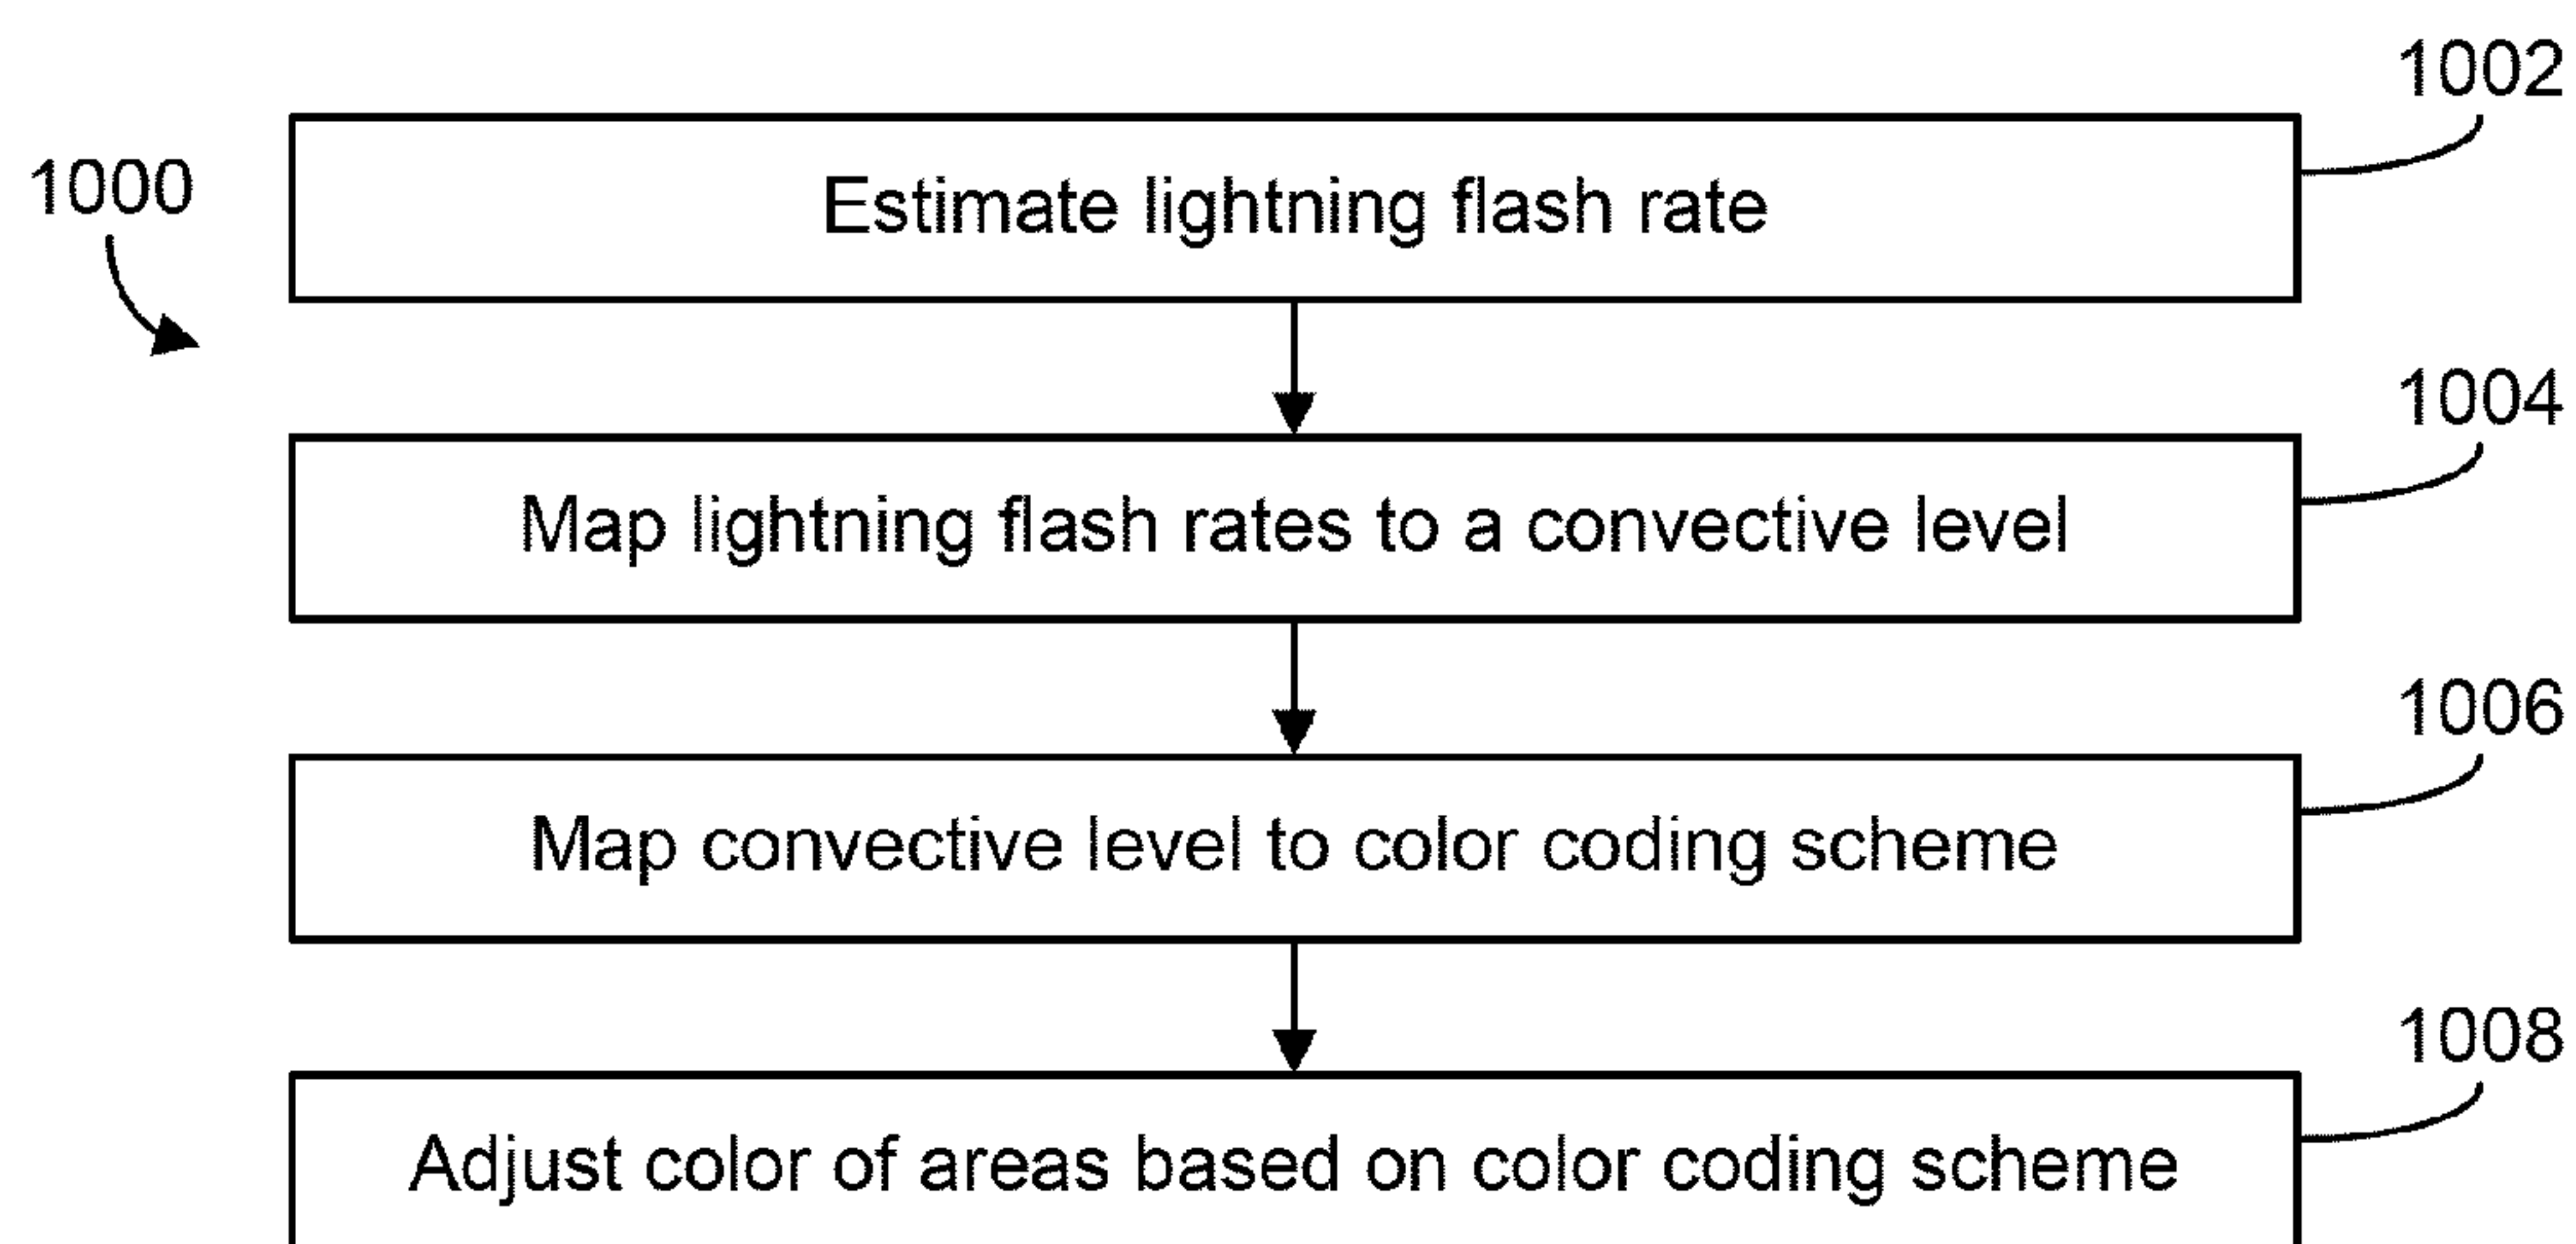 1002
1000
Estimate lightning flash rate
1004
Map lightning flash rates to a convective level
1006
Map convective level to color coding scheme
1008
Adjust color of areas based on color coding scheme